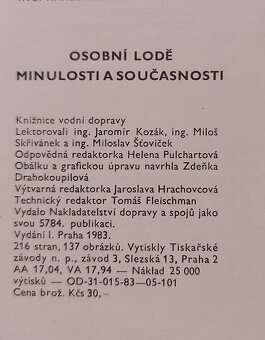 OSOBNÍ LODĚ
MINULOSTI A SOUČASNOSTI
Knižnice vodní dopravy
Lektorovali ing. Jaromír Kozák, ing. Miloš
Skřivánek a ing. Miloslav Šťovíček
Odpovědná redaktorka Helena Pulchartová
Obálku a grafickou úpravu navrhla Zdeňka
Drahokoupilová
Výtvarná redaktorka Jaroslava Hrachovcová
Technický redaktor Tomáš Fleischman
Vydalo Nakladatelství dopravy a spojů jako
svou 5784. publikaci.
Vydání I. Praha 1983.
216 stran, 137 obrázků. Vytiskly Tiskařské
závody n. p., závod 3, Slezská 13, Praha 2
AA 17,04, VA 17,94 — Náklad 25 000
výtisků — OD-31-015-83—05-101
Cena brož. Kčs 30,—